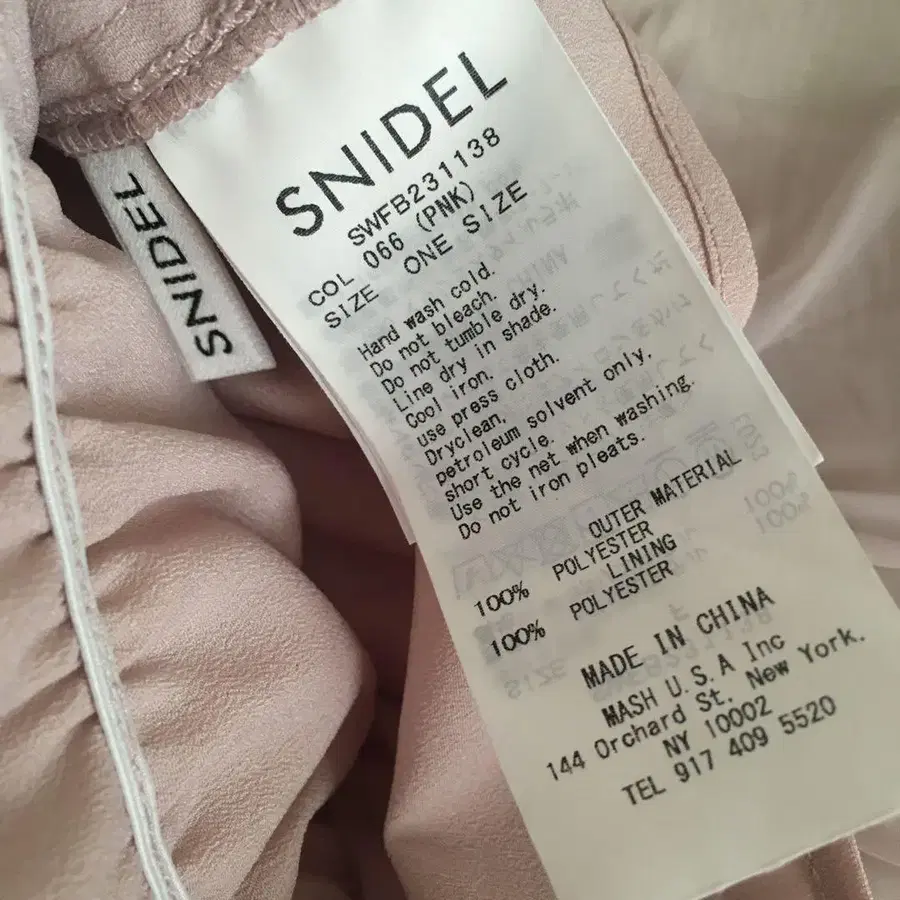 SNIDEL
SWFB231138
COL 066 (PNK)
SIZE ONE SIZE
Hand wash cold.
Do not bleach.
Do not tumble dry.
Line dry in shade.
Cool iron.
use press cloth.
Dryclean,
petroleum solvent only,
short cycle.
Use the net when washing.
Do not iron pleats.
OUTER MATERIAL
100% POLYESTER
LINING
100% POLYESTER
MADE IN CHINA
MASH U.S.A Inc
144 Orchard St. New York.
NY 10002
TEL 917 409 5520
SNIDEL